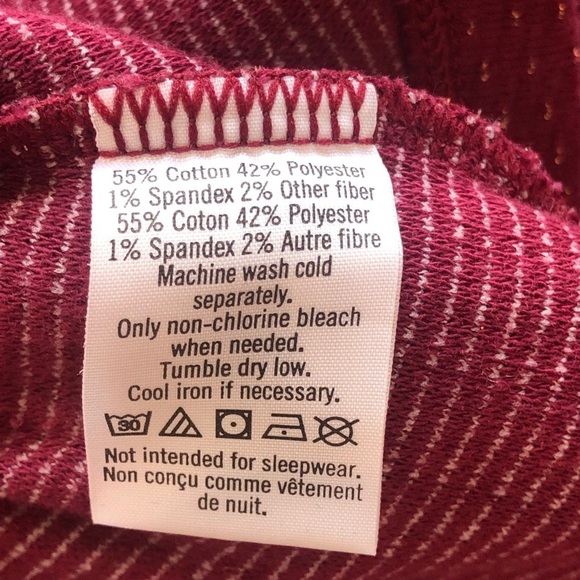 55% Cotton 42% Polyester
1% Spandex 2% Other fiber
55% Coton 42% Polyester
1% Spandex 2% Autre fibre
Machine wash cold
separately.
Only non-chlorine bleach
when needed.
Tumble dry low.
Cool iron if necessary.
30
Not intended for sleepwear.
Non conçu comme vêtement
de nuit.